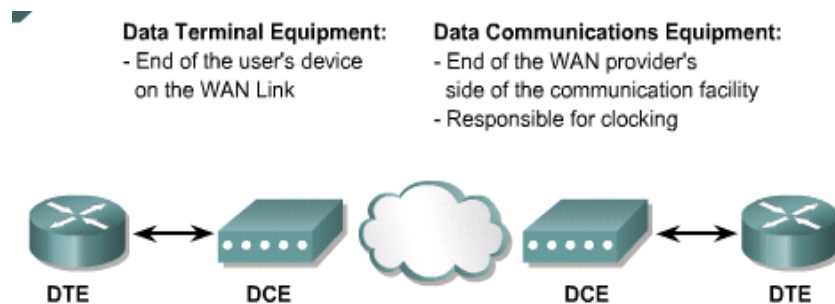 Data Terminal Equipment:
- End of the user's device
on the WAN Link
Data Communications Equipment:
- End of the WAN provider's
side of the communication facility
- Responsible for clocking
DTE
DCE
DCE
DTE